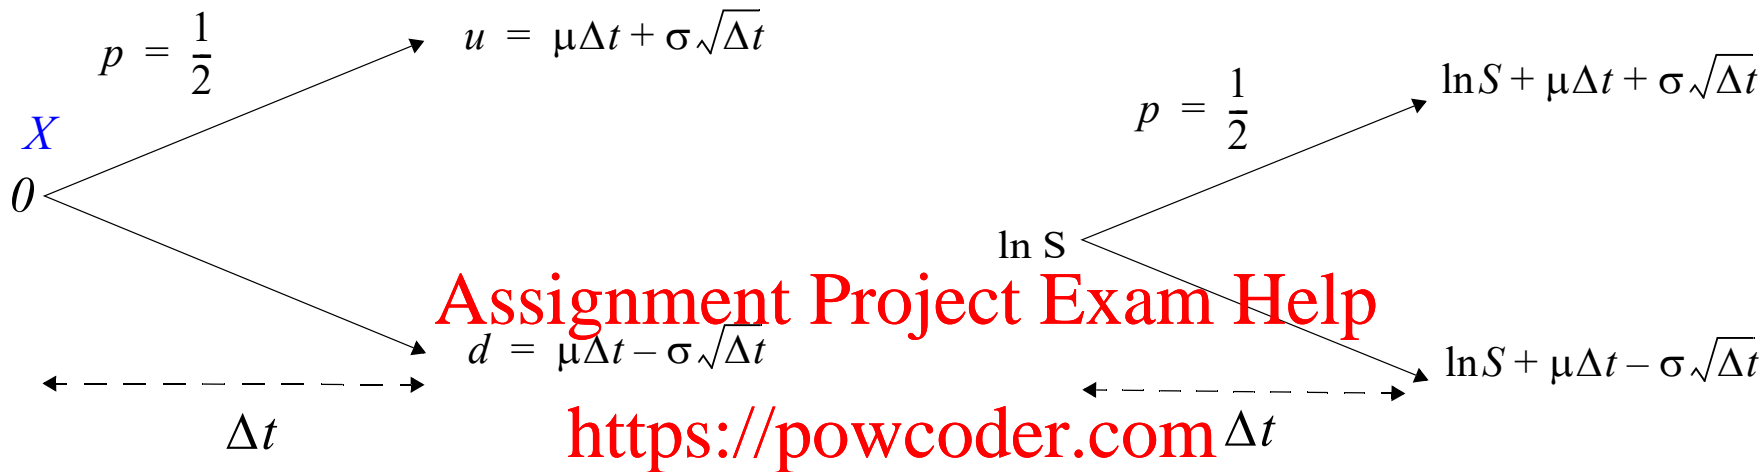 p = 1/2
u = μΔt + σ√Δt
X
0
d = μΔt – σ√Δt
Δt
p = 1/2
ln S + μΔt + σ√Δt
ln S
ln S + μΔt – σ√Δt
Δt
Assignment Project Exam Help
https://powcoder.com